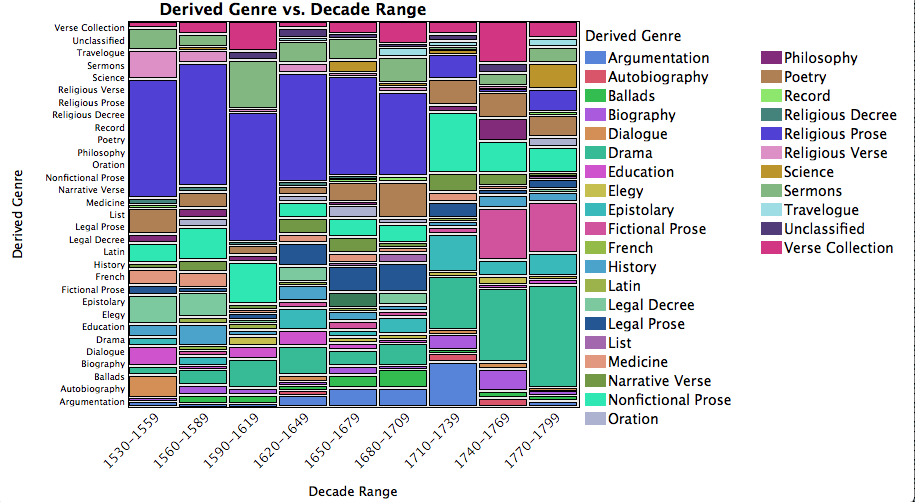 Derived Genre vs. Decade Range
Verse Collection
Unclassified
Travelogue
Sermons
Science
Religious Verse
Religious Prose
Religious Decree
Record
Poetry
Philosophy
Oration
Nonfictional Prose
Narrative Verse
Medicine
List
Legal Prose
Legal Decree
Latin
History
French
Fictional Prose
Epistolary
Elegy
Education
Drama
Dialogue
Biography
Ballads
Autobiography
Argumentation
Derived Genre
1530-1559
1560-1589
1590-1619
1620-1649
1650-1679
1680-1709
1710-1739
1740-1769
1770-1799
Decade Range
Derived Genre
Argumentation
Autobiography
Ballads
Biography
Dialogue
Drama
Education
Elegy
Epistolary
Fictional Prose
French
History
Latin
Legal Decree
Legal Prose
List
Medicine
Narrative Verse
Nonfictional Prose
Oration
Philosophy
Poetry
Record
Religious Decree
Religious Prose
Religious Verse
Science
Sermons
Travelogue
Unclassified
Verse Collection